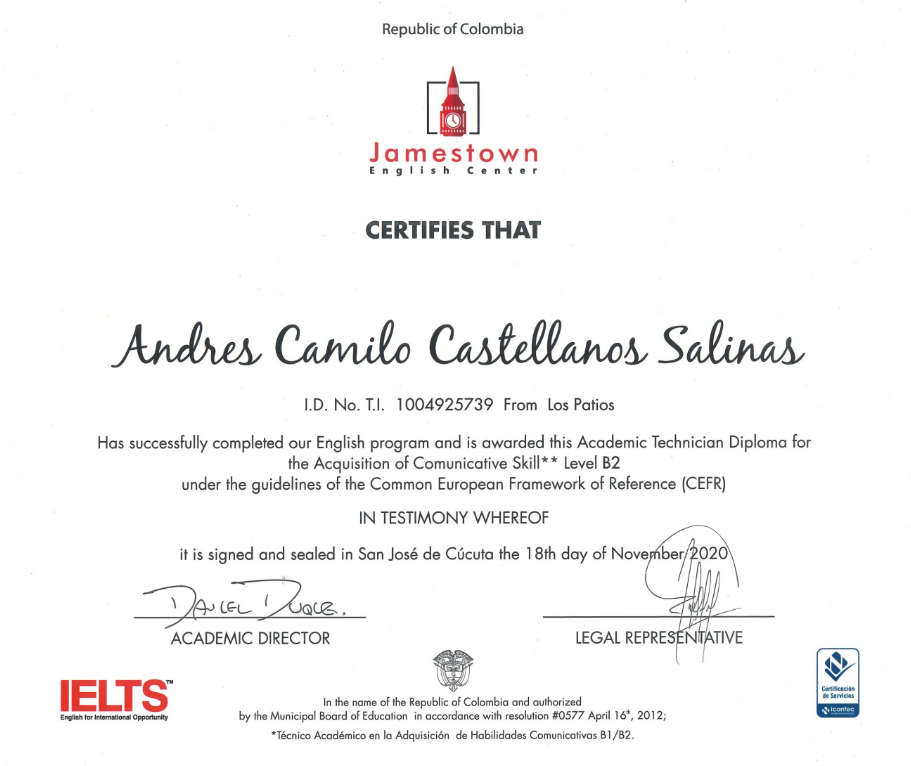 Republic of Colombia
Jamestown
English Center
CERTIFIES THAT
Andres Camilo Castellanos Salinas
I.D. No. T.I. 1004925739 From Los Patios
Has successfully completed our English program and is awarded this Academic Technician Diploma for
the Acquisition of Comunicative Skill** Level B2
under the guidelines of the Common European Framework of Reference (CEFR)
IN TESTIMONY WHEREOF
it is signed and sealed in San José de Cúcuta the 18th day of November/2020
DANIEL DUQUE.
ACADEMIC DIRECTOR
LEGAL REPRESENTATIVE
IELTS™
English for International Opportunity
In the name of the Republic of Colombia and authorized
by the Municipal Board of Education in accordance with resolution #0577 April 16ª, 2012;
*Técnico Académico en la Adquisición de Habilidades Comunicativas B1/B2.
Certificación
de Servicios
icontec